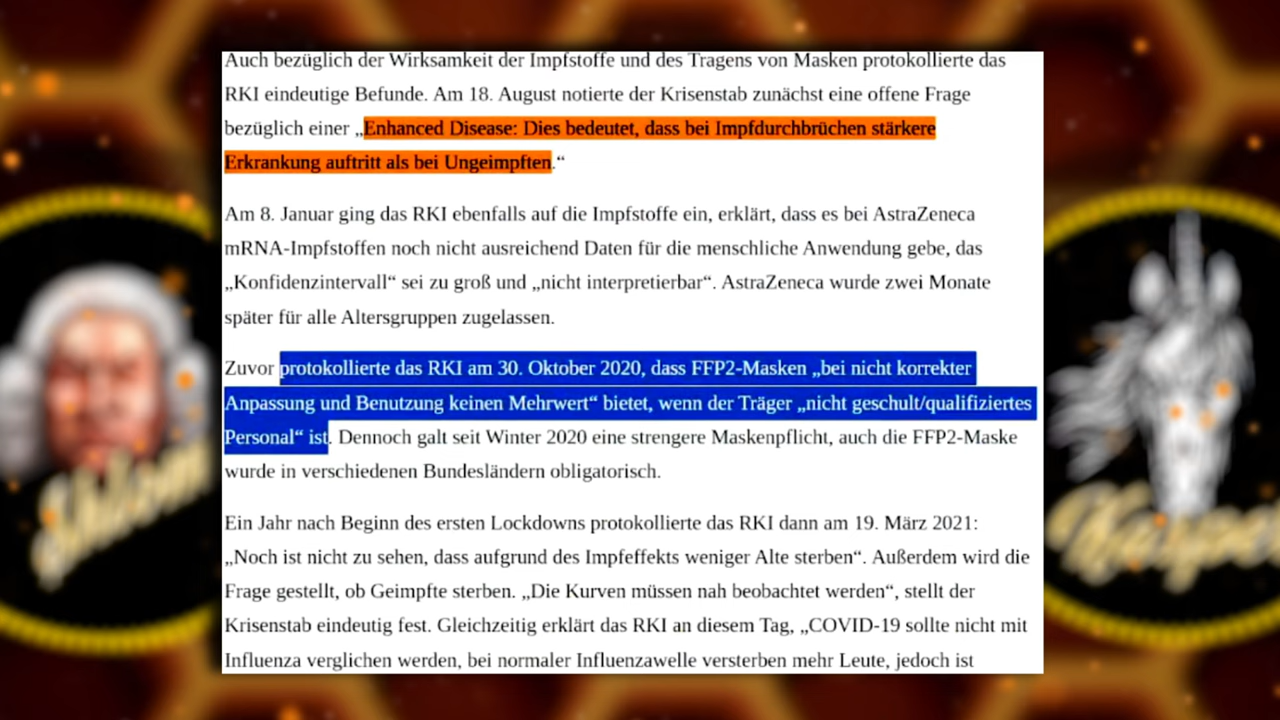 Auch bezüglich der Wirksamkeit der Impfstoffe und des Tragens von Masken protokollierte das
RKI eindeutige Befunde. Am 18. August notierte der Krisenstab zunächst eine offene Frage
bezüglich einer „Enhanced Disease: Dies bedeutet, dass bei Impfdurchbrüchen stärkere
Erkrankung auftritt als bei Ungeimpften.“
Am 8. Januar ging das RKI ebenfalls auf die Impfstoffe ein, erklärt, dass es bei AstraZeneca
mRNA-Impfstoffen noch nicht ausreichend Daten für die menschliche Anwendung gebe, das
„Konfidenzintervall“ sei zu groß und „nicht interpretierbar“. AstraZeneca wurde zwei Monate
später für alle Altersgruppen zugelassen.
Zuvor protokollierte das RKI am 30. Oktober 2020, dass FFP2-Masken „bei nicht korrekter
Anpassung und Benutzung keinen Mehrwert“ bietet, wenn der Träger „nicht geschult/qualifiziertes
Personal“ ist. Dennoch galt seit Winter 2020 eine strengere Maskenpflicht, auch die FFP2-Maske
wurde in verschiedenen Bundesländern obligatorisch.
Ein Jahr nach Beginn des ersten Lockdowns protokollierte das RKI dann am 19. März 2021:
„Noch ist nicht zu sehen, dass aufgrund des Impfeffekts weniger Alte sterben“. Außerdem wird die
Frage gestellt, ob Geimpfte sterben. „Die Kurven müssen nah beobachtet werden“, stellt der
Krisenstab eindeutig fest. Gleichzeitig erklärt das RKI an diesem Tag, „COVID-19 sollte nicht mit
Influenza verglichen werden, bei normaler Influenzawelle versterben mehr Leute, jedoch ist